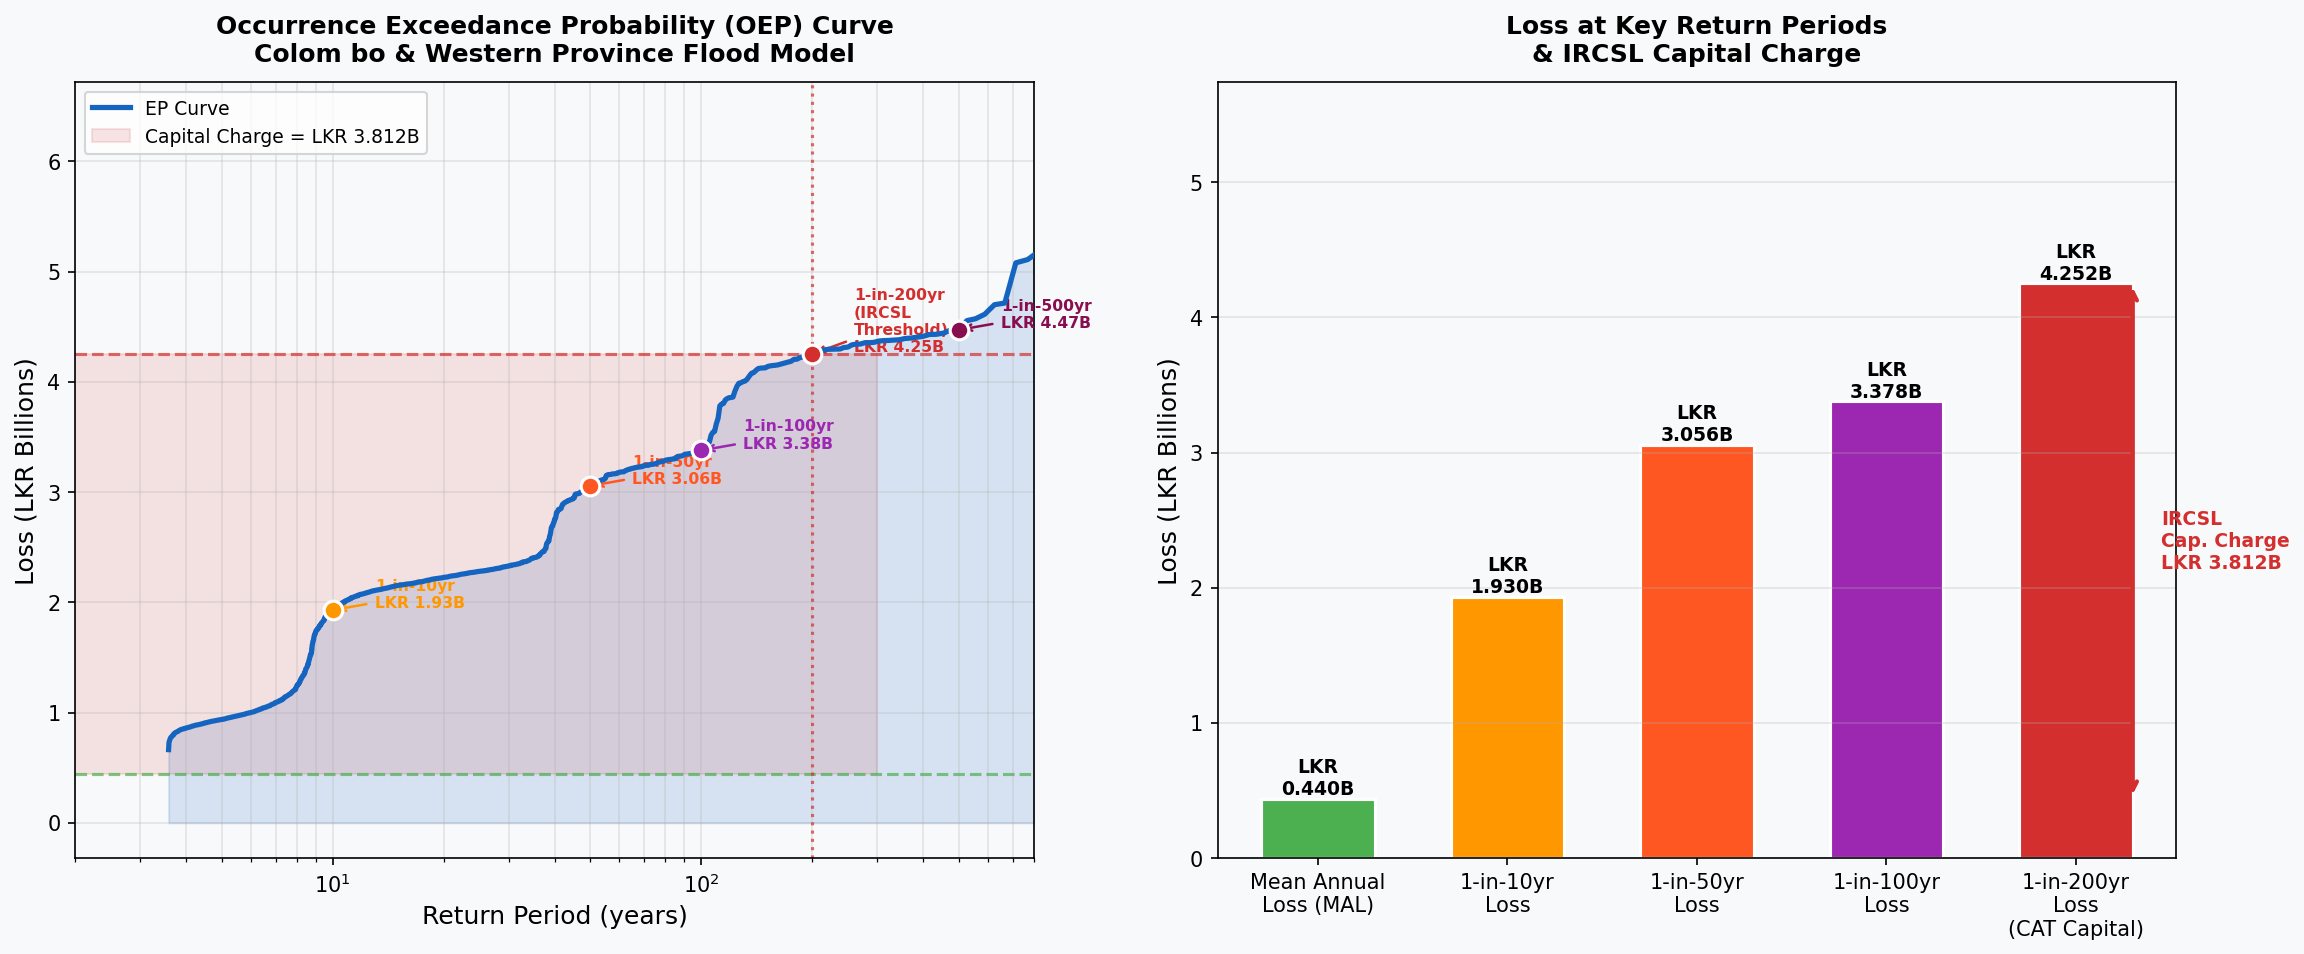 Occurrence Exceedance Probability (OEP) Curve
Colom bo & Western Province Flood Model
EP Curve
Capital Charge = LKR 3.812B
Loss (LKR Billions)
6
5
4
3
2
1
0
1-in-200yr
(IRCSL
Threshold)
LKR 4.25B
1-in-500yr
LKR 4.47B
1-in-100yr
LKR 3.38B
1-in-50yr
LKR 3.06B
1-in-10yr
LKR 1.93B
10¹
10²
Return Period (years)
Loss at Key Return Periods
& IRCSL Capital Charge
Loss (LKR Billions)
5
4
3
2
1
0
LKR
0.440B
LKR
1.930B
LKR
3.056B
LKR
3.378B
LKR
4.252B
IRCSL
Cap. Charge
LKR 3.812B
Mean Annual
Loss (MAL)
1-in-10yr
Loss
1-in-50yr
Loss
1-in-100yr
Loss
1-in-200yr
Loss
(CAT Capital)